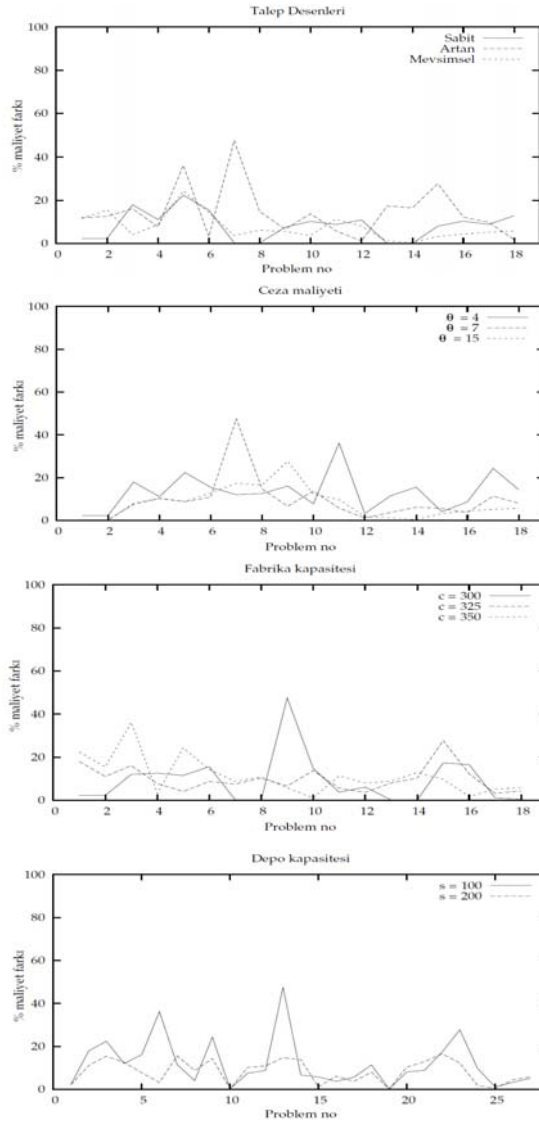 Talep Desenleri
100
80
60
40
20
0
% maliyet farkı
Sabit
Artan
Mevsimsel
0 2 4 6 8 10 12 14 16 18
Problem no
Ceza maliyeti
100
80
60
40
20
0
% maliyet farkı
θ = 4
θ = 7
θ = 15
0 2 4 6 8 10 12 14 16 18
Problem no
Fabrika kapasitesi
100
80
60
40
20
0
% maliyet farkı
c = 300
c = 325
c = 350
0 2 4 6 8 10 12 14 16 18
Problem no
Depo kapasitesi
100
80
60
40
20
0
% maliyet farkı
s = 100
s = 200
0 5 10 15 20 25
Problem no